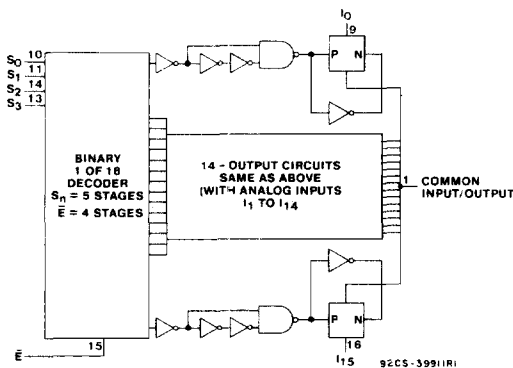 I0
9
P N
S0 10
S1 11
S2 14
S3 13
BINARY
1 OF 16
DECODER
Sn = 5 STAGES
E̅ = 4 STAGES
14 - OUTPUT CIRCUITS
SAME AS ABOVE
(WITH ANALOG INPUTS
I1 TO I14
1 COMMON
INPUT/OUTPUT
P N
16
I15
15
E̅
92CS-39911R1